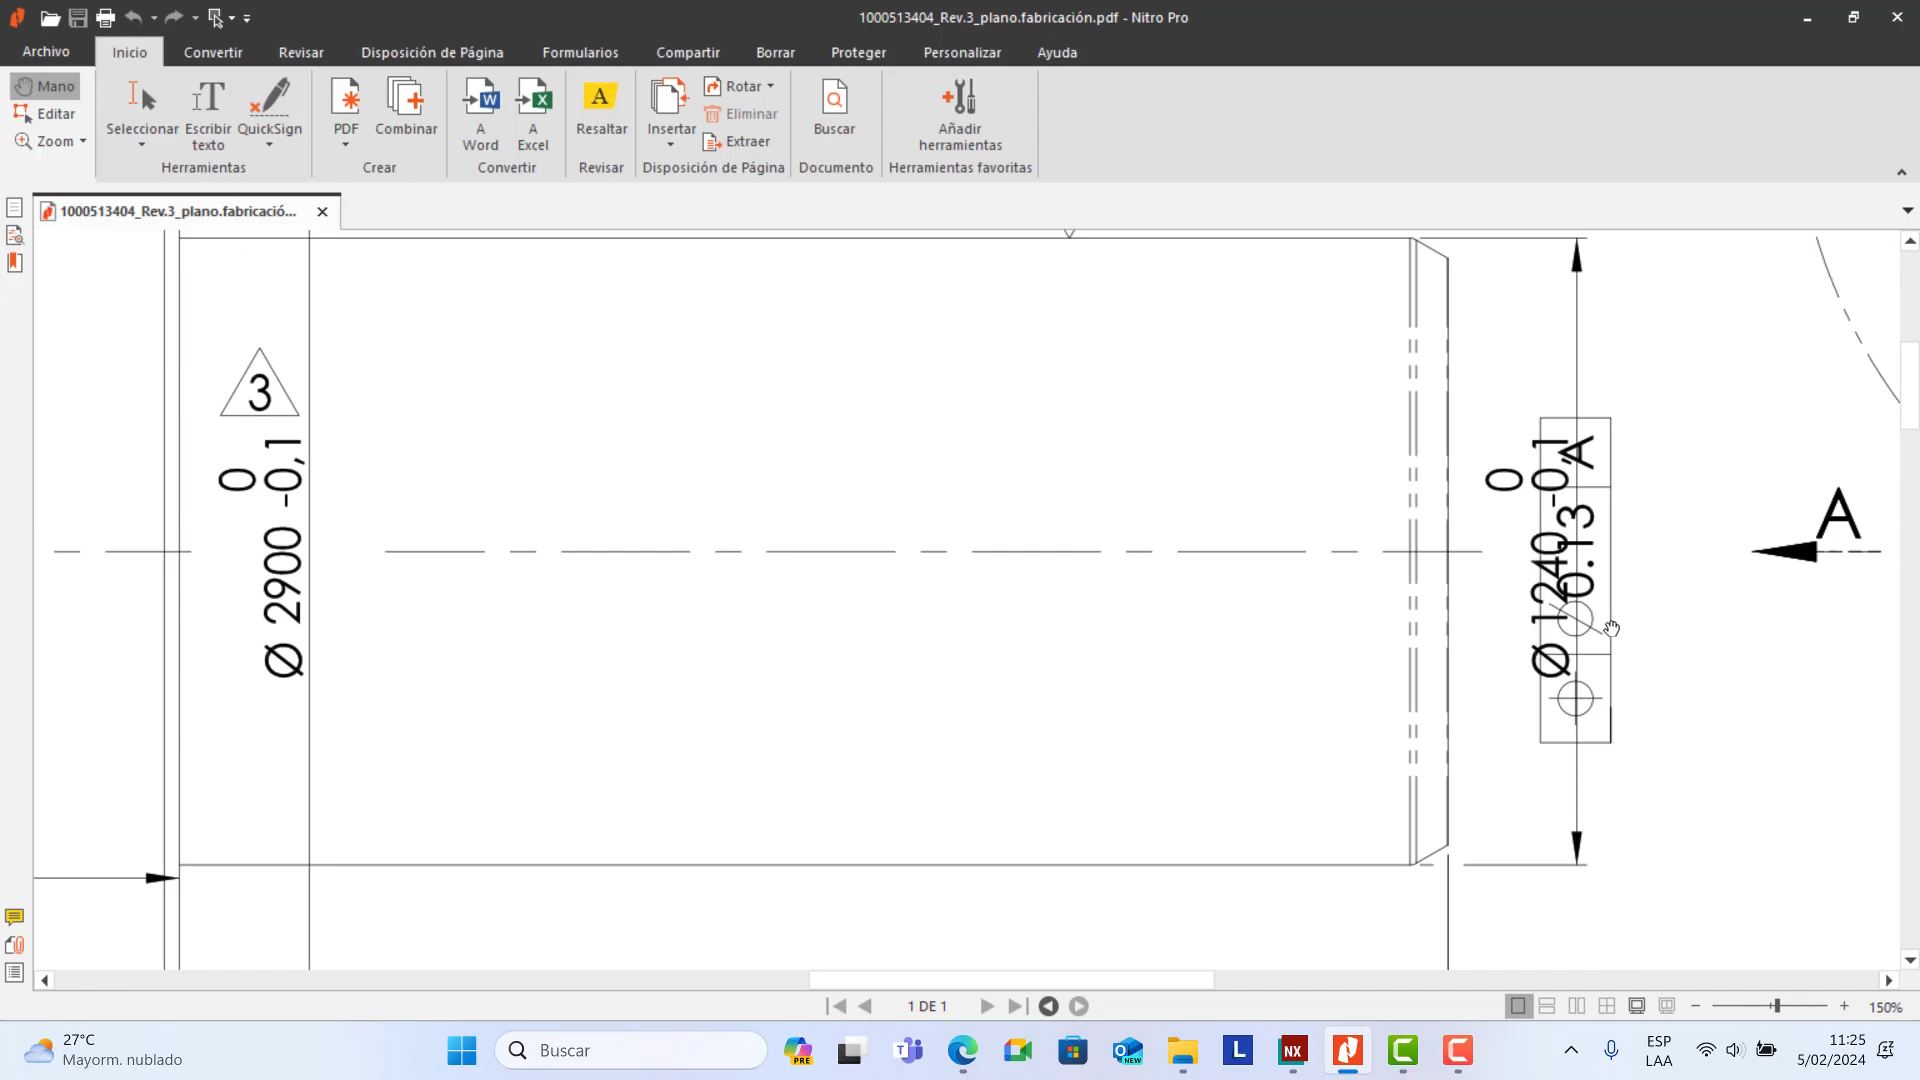 1000513404_Rev.3_plano.fabricación.pdf - Nitro Pro
Archivo
Inicio
Convertir
Revisar
Disposición de Página
Formularios
Compartir
Borrar
Proteger
Personalizar
Ayuda
Mano
Editar
Zoom
Seleccionar
Escribir texto
QuickSign
Herramientas
PDF
Combinar
Crear
A Word
A Excel
Convertir
Resaltar
Revisar
Insertar
Rotar
Eliminar
Extraer
Disposición de Página
Buscar
Documento
Añadir herramientas
Herramientas favoritas
1000513404_Rev.3_plano.fabricació...
3
0
Ø 2900 -0,1
0
Ø 1240 -0,1
0.13 A
A
1 DE 1
150%
27°C
Mayorm. nublado
Buscar
PRE
NEW
L
NX
ESP
LAA
11:25
5/02/2024